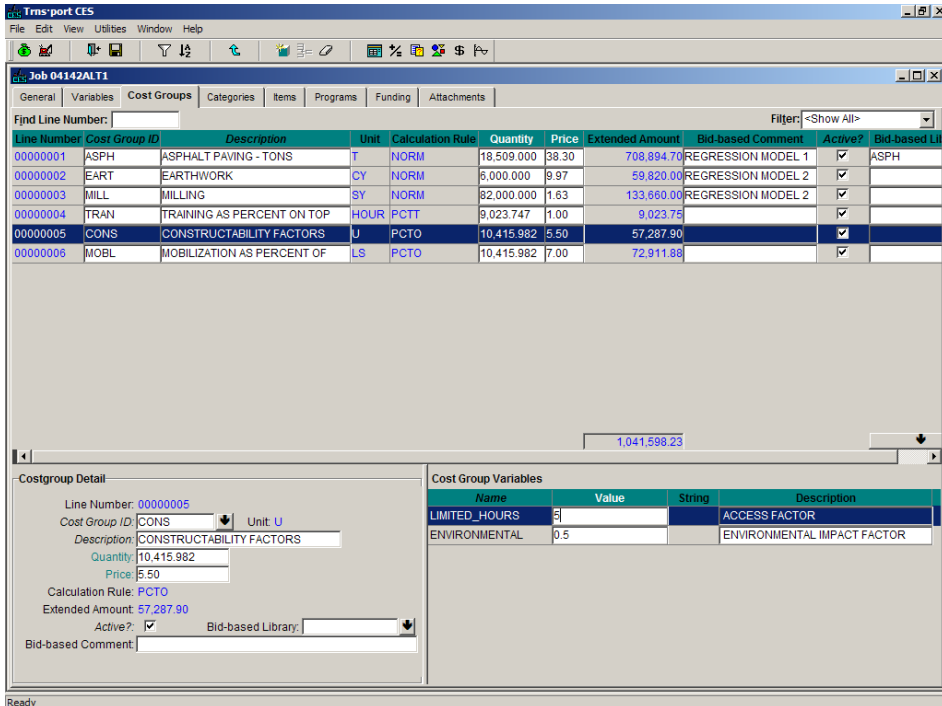 Trns·port CES
File Edit View Utilities Window Help
Job 04142ALT1
General Variables Cost Groups Categories Items Programs Funding Attachments
Find Line Number: Filter: <Show All>
Line Number Cost Group ID Description Unit Calculation Rule Quantity Price Extended Amount Bid-based Comment Active? Bid-based Li
00000001 ASPH ASPHALT PAVING - TONS T NORM 18,509.000 38.30 708,894.70 REGRESSION MODEL 1 ASPH
00000002 EART EARTHWORK CY NORM 6,000.000 9.97 59,820.00 REGRESSION MODEL 2
00000003 MILL MILLING SY NORM 82,000.000 1.63 133,660.00 REGRESSION MODEL 2
00000004 TRAN TRAINING AS PERCENT ON TOP HOUR PCTT 9,023.747 1.00 9,023.75
00000005 CONS CONSTRUCTABILITY FACTORS U PCTO 10,415.982 5.50 57,287.90
00000006 MOBL MOBILIZATION AS PERCENT OF LS PCTO 10,415.982 7.00 72,911.88
1,041,598.23
Costgroup Detail
Line Number: 00000005
Cost Group ID: CONS Unit: U
Description: CONSTRUCTABILITY FACTORS
Quantity: 10,415.982
Price: 5.50
Calculation Rule: PCTO
Extended Amount: 57,287.90
Active?: Bid-based Library:
Bid-based Comment:
Cost Group Variables
Name Value String Description
LIMITED_HOURS 5 ACCESS FACTOR
ENVIRONMENTAL 0.5 ENVIRONMENTAL IMPACT FACTOR
Ready